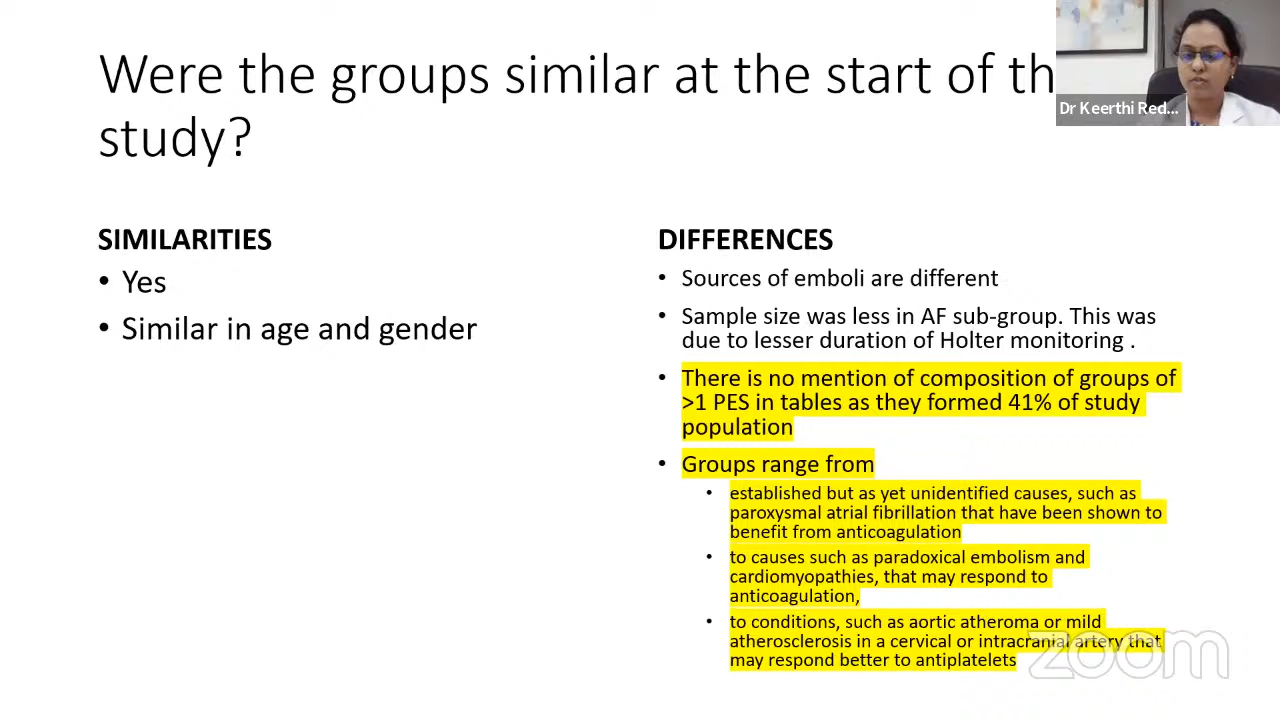 Were the groups similar at the start of th
study?
Dr Keerthi Red...
SIMILARITIES
• Yes
• Similar in age and gender
DIFFERENCES
• Sources of emboli are different
• Sample size was less in AF sub-group. This was
due to lesser duration of Holter monitoring .
• There is no mention of composition of groups of
>1 PES in tables as they formed 41% of study
population
• Groups range from
• established but as yet unidentified causes, such as
paroxysmal atrial fibrillation that have been shown to
benefit from anticoagulation
• to causes such as paradoxical embolism and
cardiomyopathies, that may respond to
anticoagulation,
• to conditions, such as aortic atheroma or mild
atherosclerosis in a cervical or intracranial artery that
may respond better to antiplatelets
zoom